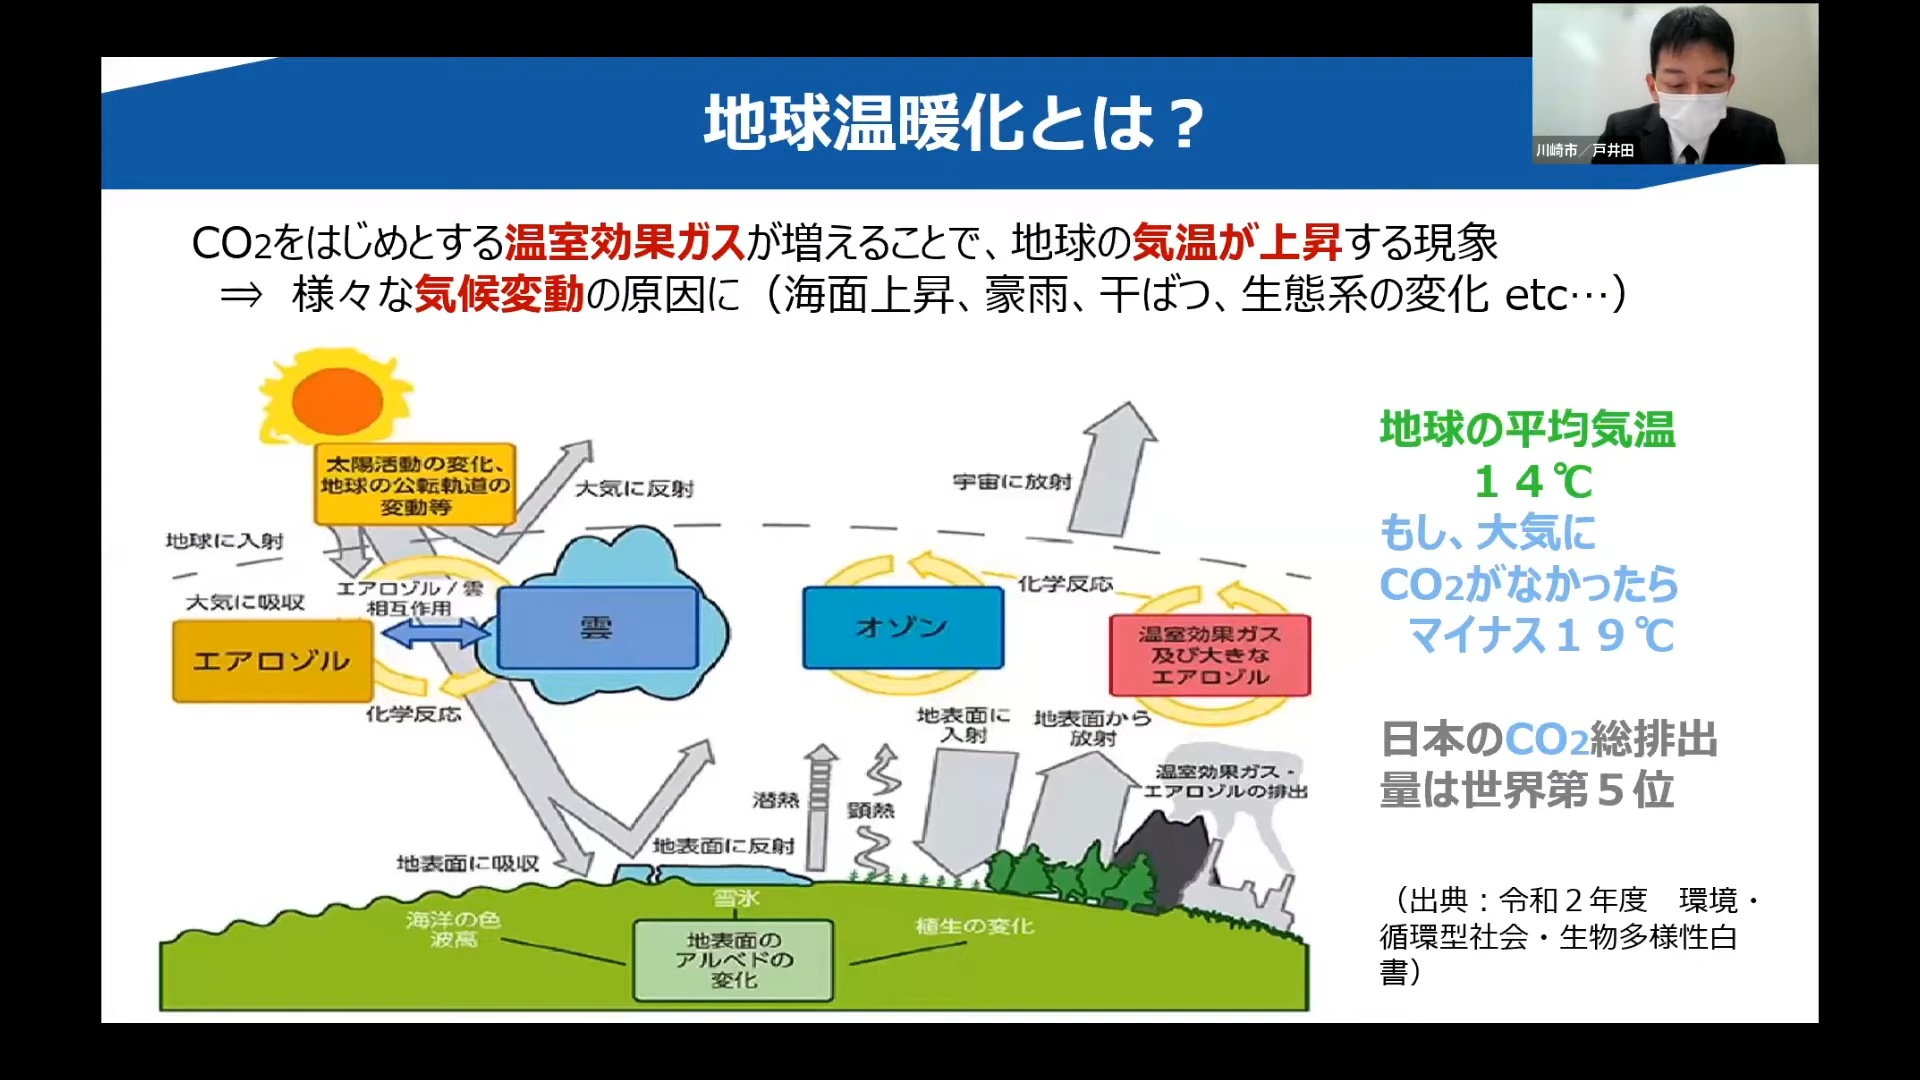 地球温暖化とは？
川崎市／戸井田
CO2をはじめとする温室効果ガスが増えることで、地球の気温が上昇する現象
⇒ 様々な気候変動の原因に（海面上昇、豪雨、干ばつ、生態系の変化 etc…）
太陽活動の変化、
地球の公転軌道の
変動等
大気に反射
宇宙に放射
地球に入射
大気に吸収
エアロゾル / 雲
相互作用
エアロゾル
雲
化学反応
オゾン
化学反応
温室効果ガス
及び大きな
エアロゾル
地表面に
入射
地表面から
放射
温室効果ガス・
エアロゾルの排出
潜熱
顕熱
地表面に反射
地表面に吸収
雪氷
海洋の色
波高
地表面の
アルベドの
変化
植生の変化
地球の平均気温
１４℃
もし、大気に
CO2がなかったら
マイナス１９℃
日本のCO2総排出
量は世界第５位
（出典：令和２年度　環境・
循環型社会・生物多様性白
書）